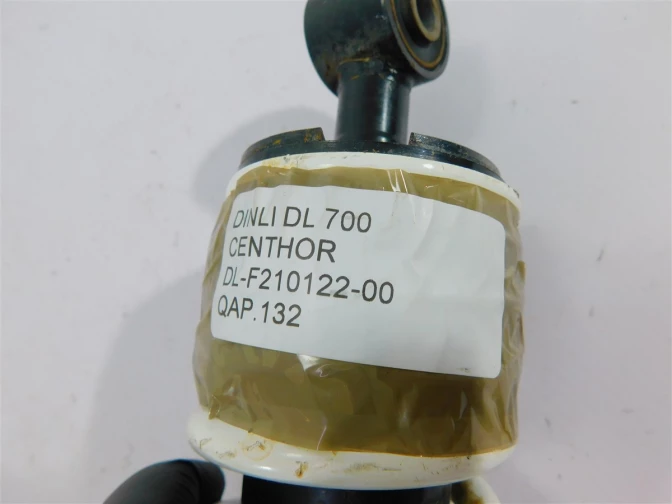 DINLI DL 700
CENTHOR
DL-F210122-00
QAP.132